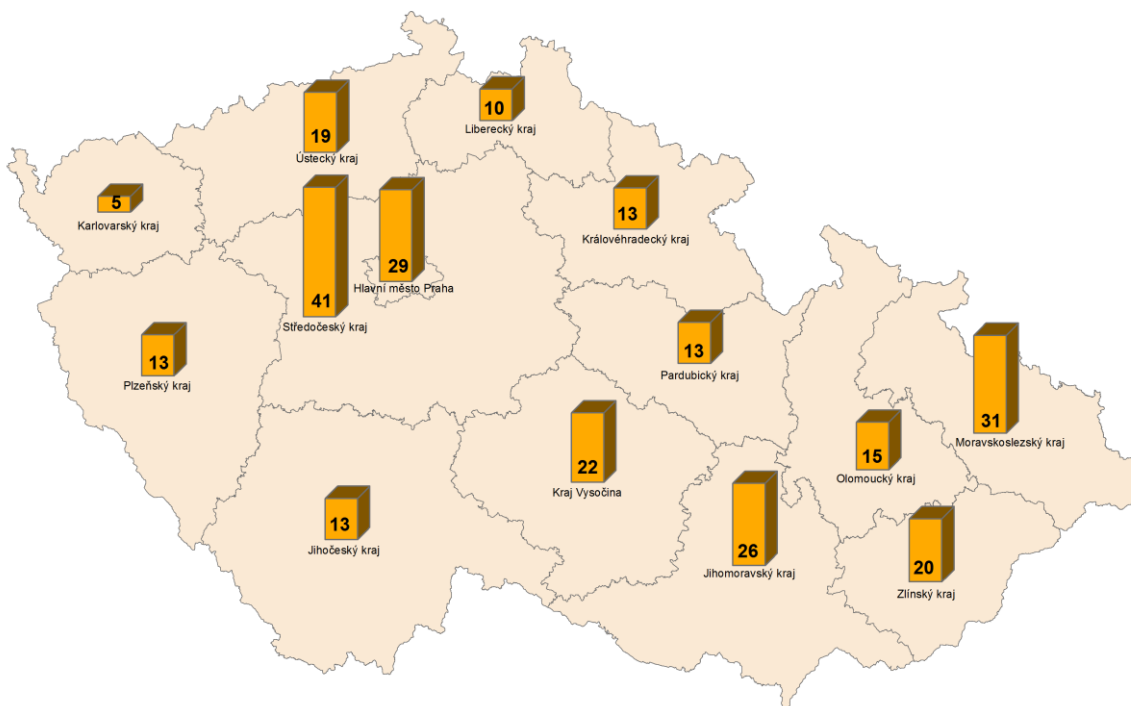 10
Liberecký kraj
19
Ústecký kraj
5
Karlovarský kraj
13
Královéhradecký kraj
29
Hlavní město Praha
41
Středočeský kraj
13
Plzeňský kraj
13
Pardubický kraj
31
Moravskoslezský kraj
15
Olomoucký kraj
22
Kraj Vysočina
13
Jihočeský kraj
26
Jihomoravský kraj
20
Zlínský kraj